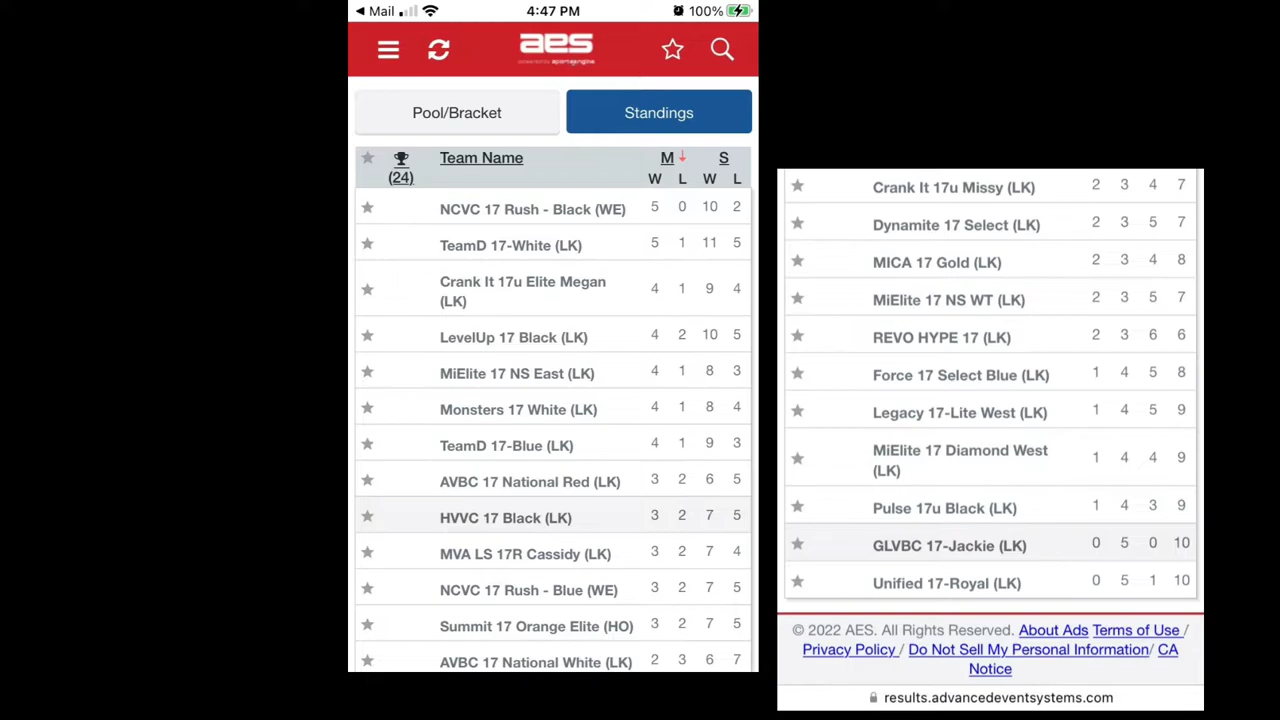 Mail
4:47 PM
100%
aes
powered by sportsengine
Pool/Bracket
Standings
Team Name M S
(24) W L W L
NCVC 17 Rush - Black (WE) 5 0 10 2
TeamD 17-White (LK) 5 1 11 5
Crank It 17u Elite Megan
(LK) 4 1 9 4
LevelUp 17 Black (LK) 4 2 10 5
MiElite 17 NS East (LK) 4 1 8 3
Monsters 17 White (LK) 4 1 8 4
TeamD 17-Blue (LK) 4 1 9 3
AVBC 17 National Red (LK) 3 2 6 5
HVVC 17 Black (LK) 3 2 7 5
MVA LS 17R Cassidy (LK) 3 2 7 4
NCVC 17 Rush - Blue (WE) 3 2 7 5
Summit 17 Orange Elite (HO) 3 2 7 5
AVBC 17 National White (LK) 2 3 6 7
Crank It 17u Missy (LK) 2 3 4 7
Dynamite 17 Select (LK) 2 3 5 7
MICA 17 Gold (LK) 2 3 4 8
MiElite 17 NS WT (LK) 2 3 5 7
REVO HYPE 17 (LK) 2 3 6 6
Force 17 Select Blue (LK) 1 4 5 8
Legacy 17-Lite West (LK) 1 4 5 9
MiElite 17 Diamond West
(LK) 1 4 4 9
Pulse 17u Black (LK) 1 4 3 9
GLVBC 17-Jackie (LK) 0 5 0 10
Unified 17-Royal (LK) 0 5 1 10
© 2022 AES. All Rights Reserved. About Ads Terms of Use /
Privacy Policy / Do Not Sell My Personal Information/ CA
Notice
results.advancedeventsystems.com